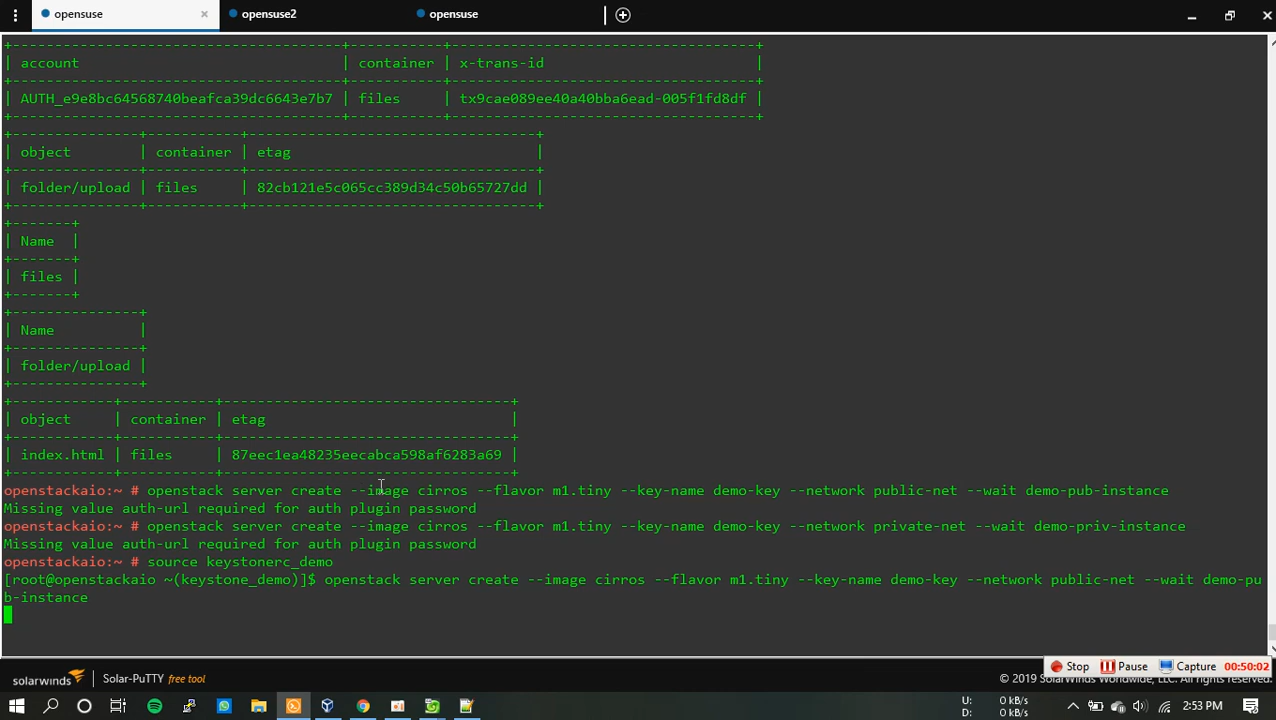 opensuse
opensuse2
opensuse
+----------------------------------------+------------+------------------------------------+
| account                                | container  | x-trans-id                         |
+----------------------------------------+------------+------------------------------------+
| AUTH_e9e8bc64568740beafca39dc6643e7b7 | files     | tx9cae089ee40a40bba6ead-005f1fd8df |
+---------------------------------------+-----------+------------------------------------+
+---------------+-----------+----------------------------------+
| object        | container | etag                             |
+---------------+-----------+----------------------------------+
| folder/upload | files     | 82cb121e5c065cc389d34c50b65727dd |
+---------------+-----------+----------------------------------+
+-------+
| Name  |
+-------+
| files |
+-------+
+---------------+
| Name          |
+---------------+
| folder/upload |
+---------------+
+------------+-----------+----------------------------------+
| object     | container | etag                             |
+------------+-----------+----------------------------------+
| index.html | files     | 87eec1ea48235eecabca598af6283a69 |
+------------+-----------+----------------------------------+
openstackaio:~ # openstack server create --image cirros --flavor m1.tiny --key-name demo-key --network public-net --wait demo-pub-instance
Missing value auth-url required for auth plugin password
openstackaio:~ # openstack server create --image cirros --flavor m1.tiny --key-name demo-key --network private-net --wait demo-priv-instance
Missing value auth-url required for auth plugin password
openstackaio:~ # source keystonerc_demo
[root@openstackaio ~(keystone_demo)]$ openstack server create --image cirros --flavor m1.tiny --key-name demo-key --network public-net --wait demo-pu
b-instance
Stop Pause Capture 00:50:02
solarwinds Solar-PuTTY free tool
© 2019 SolarWinds Worldwide, LLC. All rights reserved.
U: 0 kB/s
D: 0 kB/s
2:53 PM
7